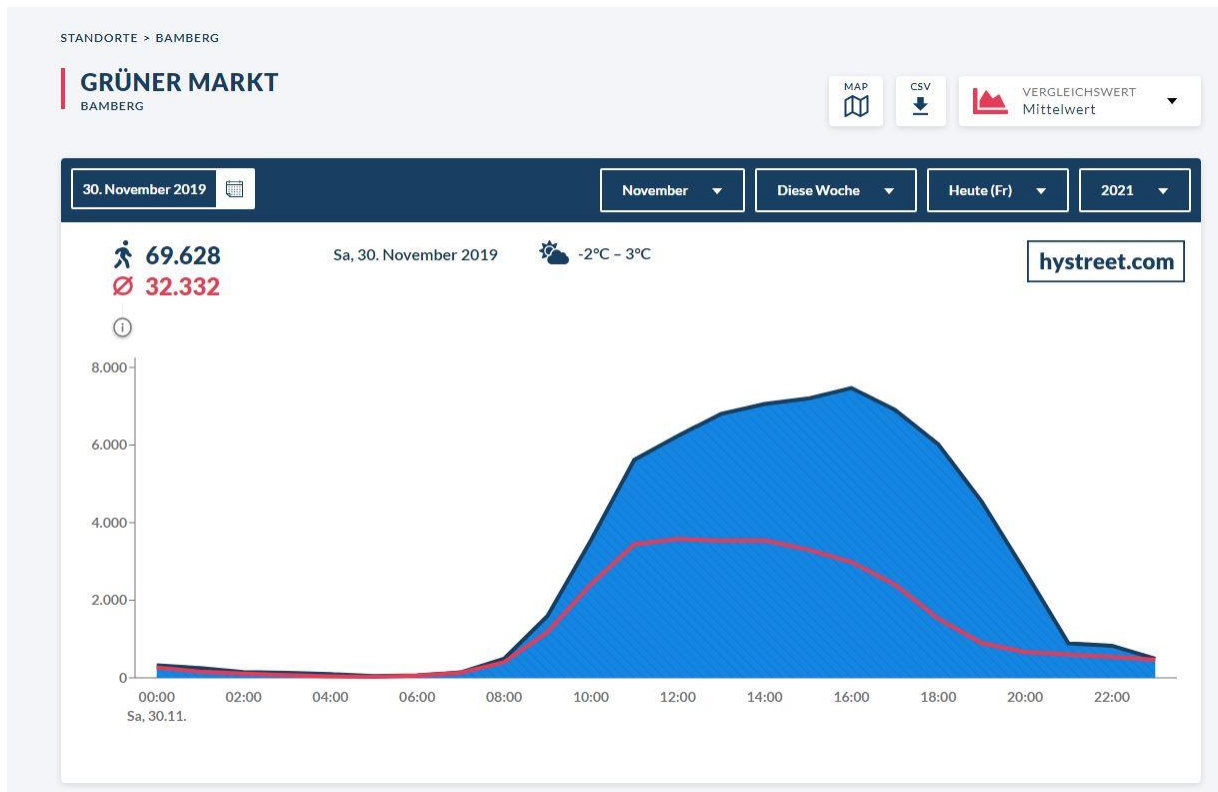 STANDORTE > BAMBERG
GRÜNER MARKT
BAMBERG
MAP
CSV
VERGLEICHSWERT
Mittelwert
30. November 2019
November
Diese Woche
Heute (Fr)
2021
69.628
Sa, 30. November 2019
-2°C – 3°C
hystreet.com
Ø 32.332
i
8.000
6.000
4.000
2.000
0
00:00 02:00 04:00 06:00 08:00 10:00 12:00 14:00 16:00 18:00 20:00 22:00
Sa, 30.11.